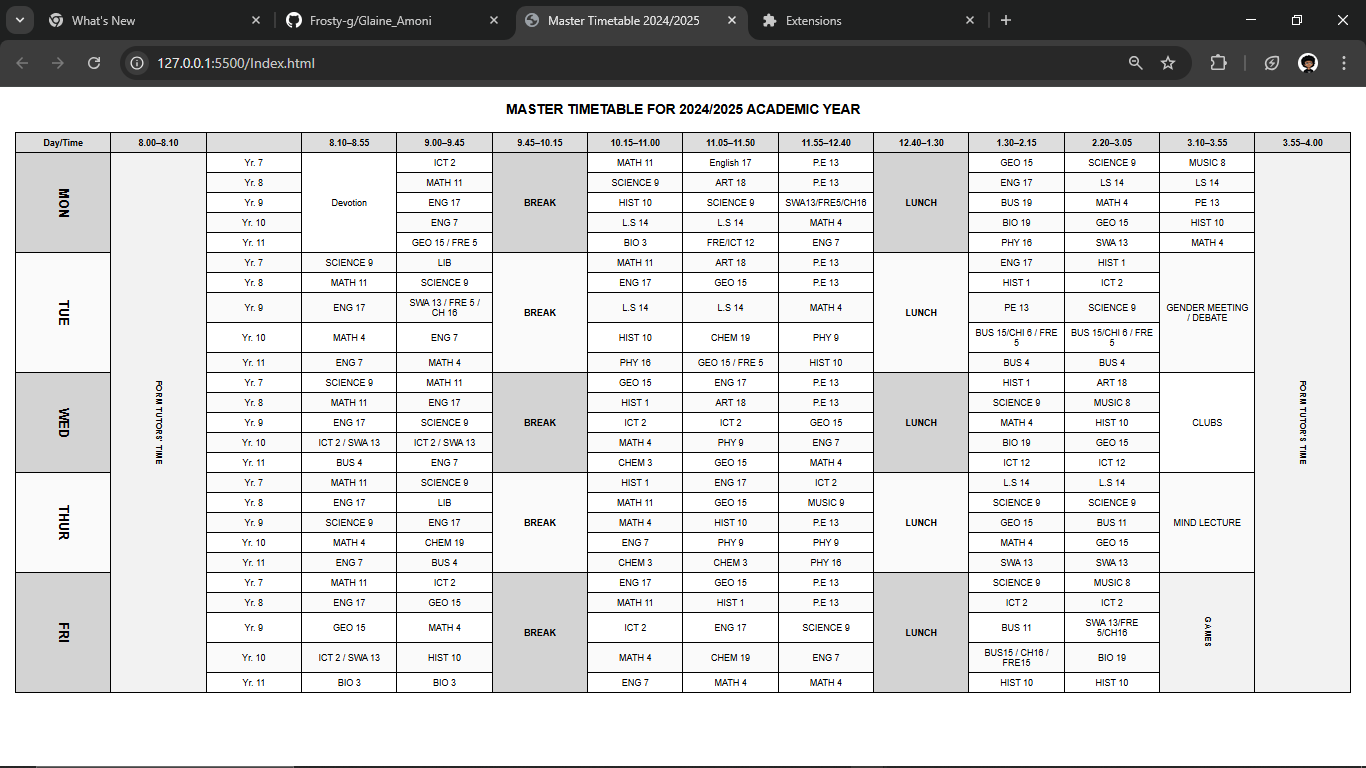 What's New
Frosty-g/Glaine_Amoni
Master Timetable 2024/2025
Extensions
127.0.0.1:5500/Index.html
MASTER TIMETABLE FOR 2024/2025 ACADEMIC YEAR
Day/Time 8.00–8.10 8.10–8.55 9.00–9.45 9.45–10.15 10.15–11.00 11.05–11.50 11.55–12.40 12.40–1.30 1.30–2.15 2.20–3.05 3.10–3.55 3.55–4.00
MON FORM TUTORS' TIME Yr. 7 Devotion ICT 2 BREAK MATH 11 English 17 P.E 13 LUNCH GEO 15 SCIENCE 9 MUSIC 8 FORM TUTOR'S TIME
Yr. 8 MATH 11 SCIENCE 9 ART 18 P.E 13 ENG 17 LS 14 LS 14
Yr. 9 ENG 17 HIST 10 SCIENCE 9 SWA13/FRE5/CH16 BUS 19 MATH 4 PE 13
Yr. 10 ENG 7 L.S 14 L.S 14 MATH 4 BIO 19 GEO 15 HIST 10
Yr. 11 GEO 15 / FRE 5 BIO 3 FRE/ICT 12 ENG 7 PHY 16 SWA 13 MATH 4
TUE Yr. 7 SCIENCE 9 LIB BREAK MATH 11 ART 18 P.E 13 LUNCH ENG 17 HIST 1 GENDER MEETING / DEBATE
Yr. 8 MATH 11 SCIENCE 9 ENG 17 GEO 15 P.E 13 HIST 1 ICT 2
Yr. 9 ENG 17 SWA 13 / FRE 5 / CH 16 L.S 14 L.S 14 MATH 4 PE 13 SCIENCE 9
Yr. 10 MATH 4 ENG 7 HIST 10 CHEM 19 PHY 9 BUS 15/CHI 6 / FRE 5 BUS 15/CHI 6 / FRE 5
Yr. 11 ENG 7 MATH 4 PHY 16 GEO 15 / FRE 5 HIST 10 BUS 4 BUS 4
WED Yr. 7 SCIENCE 9 MATH 11 BREAK GEO 15 ENG 17 P.E 13 LUNCH HIST 1 ART 18 CLUBS
Yr. 8 MATH 11 ENG 17 HIST 1 ART 18 P.E 13 SCIENCE 9 MUSIC 8
Yr. 9 ENG 17 SCIENCE 9 ICT 2 ICT 2 GEO 15 MATH 4 HIST 10
Yr. 10 ICT 2 / SWA 13 ICT 2 / SWA 13 MATH 4 PHY 9 ENG 7 BIO 19 GEO 15
Yr. 11 BUS 4 ENG 7 CHEM 3 GEO 15 MATH 4 ICT 12 ICT 12
THUR Yr. 7 MATH 11 SCIENCE 9 BREAK HIST 1 ENG 17 ICT 2 LUNCH L.S 14 L.S 14 MIND LECTURE
Yr. 8 ENG 17 LIB MATH 11 GEO 15 MUSIC 9 SCIENCE 9 SCIENCE 9
Yr. 9 SCIENCE 9 ENG 17 MATH 4 HIST 10 P.E 13 GEO 15 BUS 11
Yr. 10 MATH 4 CHEM 19 ENG 7 PHY 9 PHY 9 MATH 4 GEO 15
Yr. 11 ENG 7 BUS 4 CHEM 3 CHEM 3 PHY 16 SWA 13 SWA 13
FRI Yr. 7 MATH 11 ICT 2 BREAK ENG 17 GEO 15 P.E 13 LUNCH SCIENCE 9 MUSIC 8 GAMES
Yr. 8 ENG 17 GEO 15 MATH 11 HIST 1 P.E 13 ICT 2 ICT 2
Yr. 9 GEO 15 MATH 4 ICT 2 ENG 17 SCIENCE 9 BUS 11 SWA 13/FRE 5/CH16
Yr. 10 ICT 2 / SWA 13 HIST 10 MATH 4 CHEM 19 ENG 7 BUS15 / CH16 / FRE15 BIO 19
Yr. 11 BIO 3 BIO 3 ENG 7 MATH 4 MATH 4 HIST 10 HIST 10